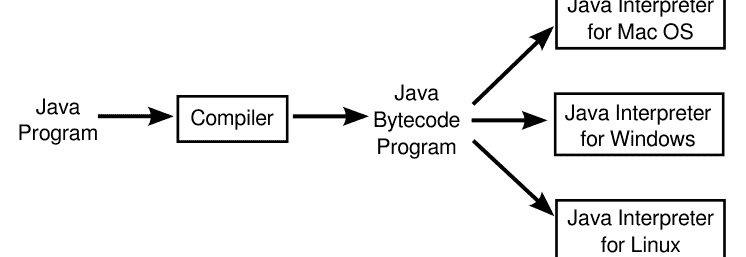 Java Interpreter
for Mac OS
Java
Program
Compiler
Java
Bytecode
Program
Java Interpreter
for Windows
Java Interpreter
for Linux